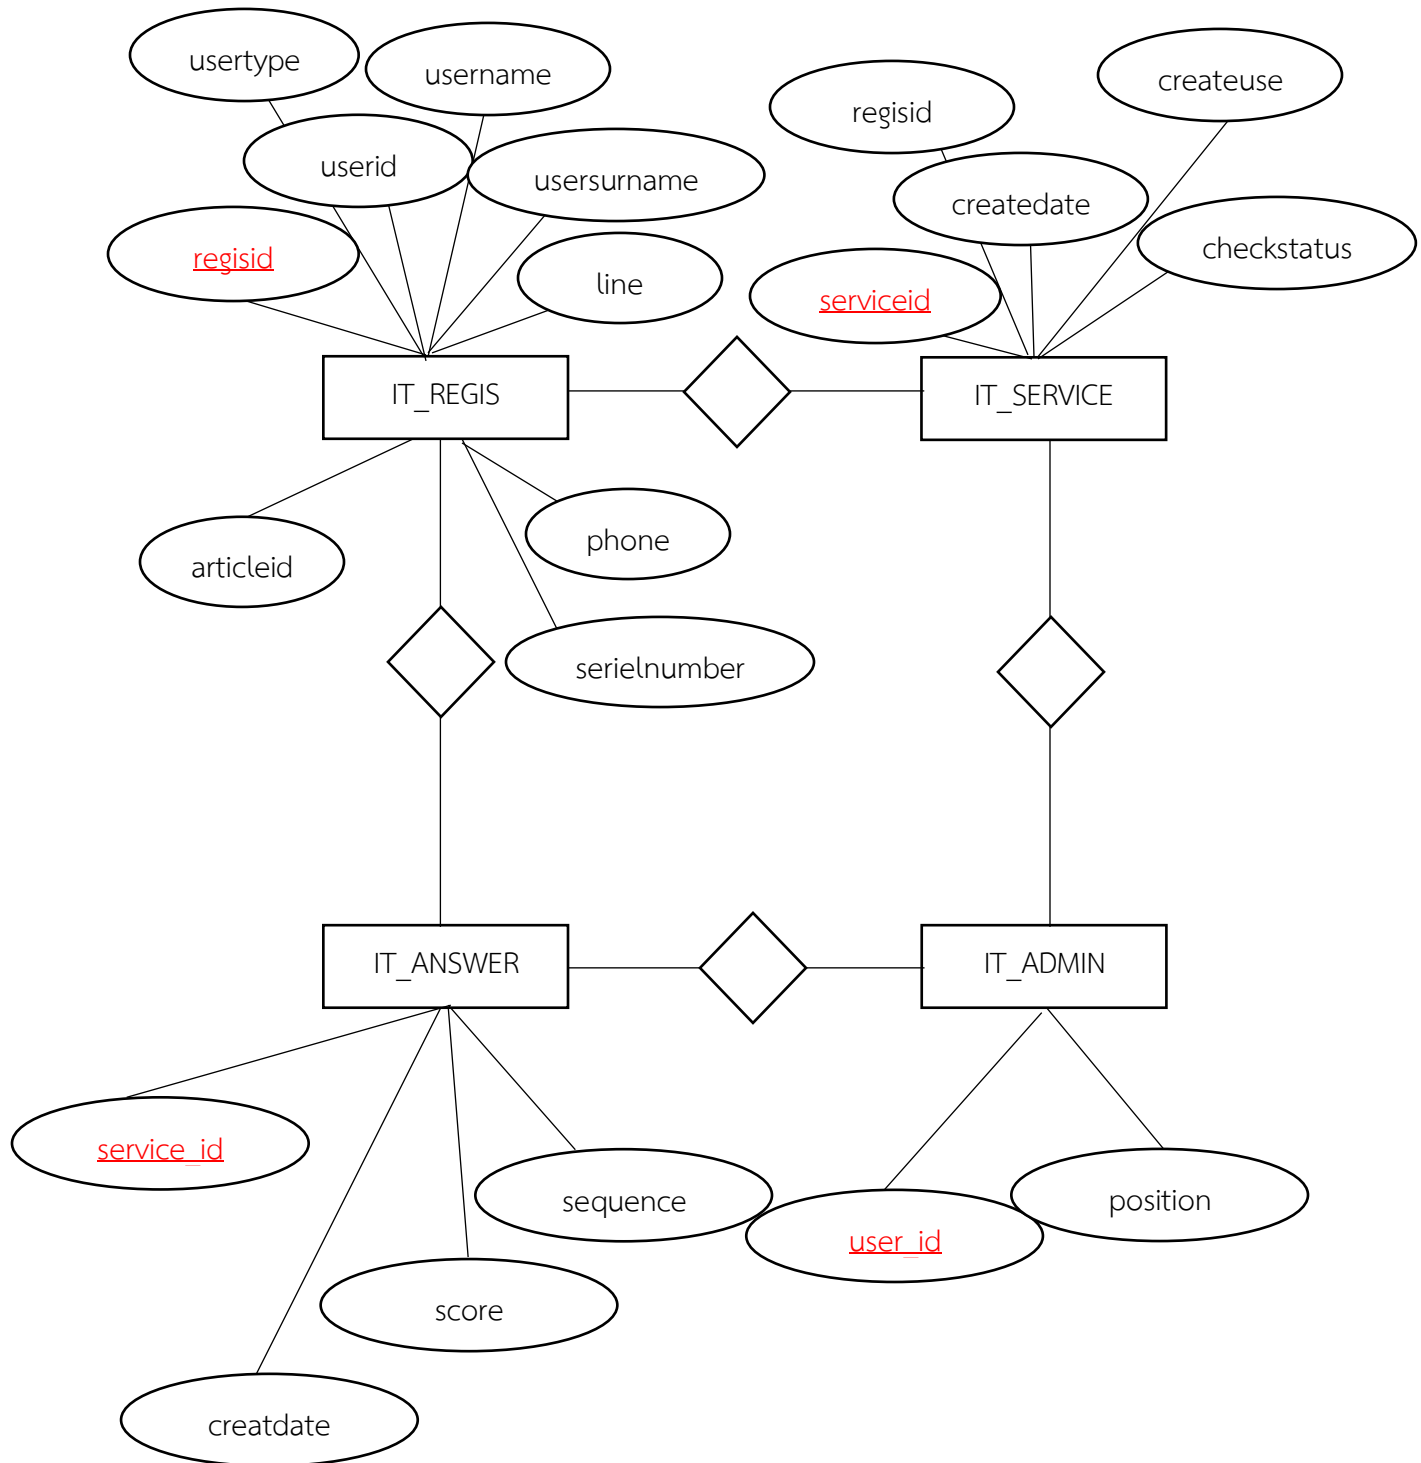 usertype
username
createuse
regisid
userid
usersurname
createdate
checkstatus
regisid
line
serviceid
IT_REGIS
IT_SERVICE
phone
articleid
serielnumber
IT_ANSWER
IT_ADMIN
service_id
sequence
position
user_id
score
creatdate